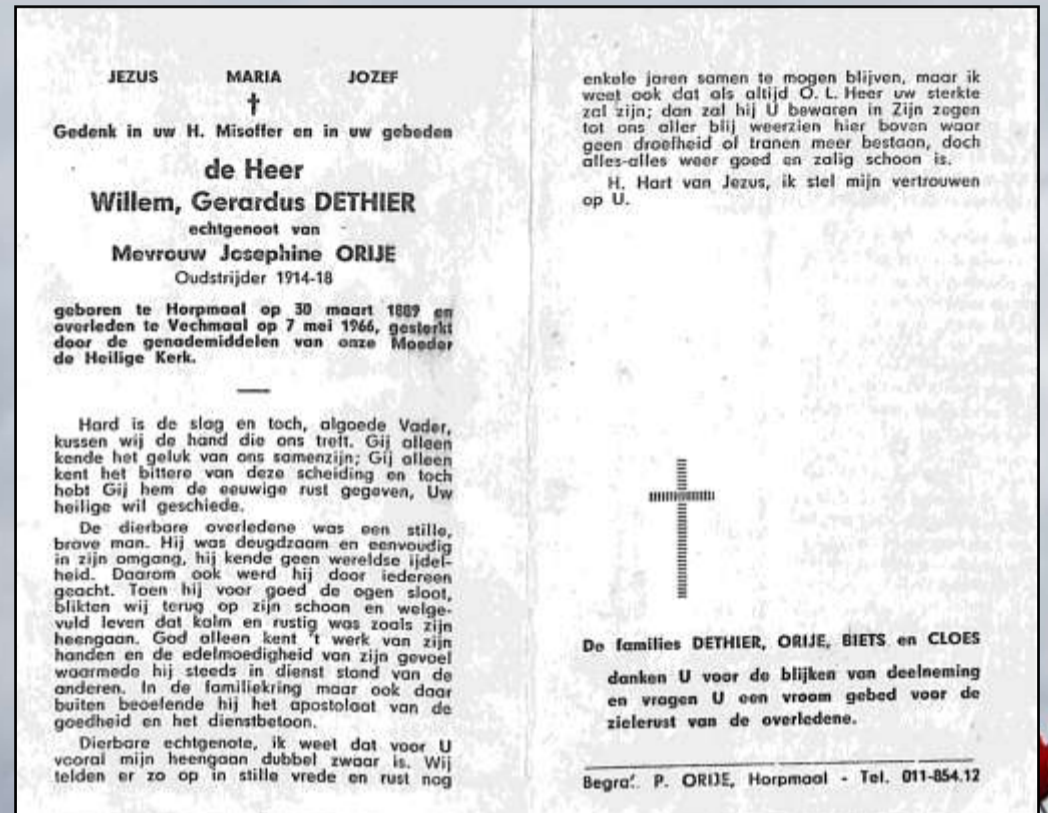 JEZUS MARIA JOZEF
†
Gedenk in uw H. Misoffer en in uw gebeden
de Heer
Willem, Gerardus DETHIER
echtgenoot van
Mevrouw Josephine ORIJE
Oudstrijder 1914-18
geboren te Horpmaal op 30 maart 1889 en
overleden te Vechmaal op 7 mei 1966, gesterkt
door de genademiddelen van onze Moeder
de Heilige Kerk.
Hard is de slag en toch, algoede Vader,
kussen wij de hand die ons treft. Gij alleen
kende het geluk van ons samenzijn; Gij alleen
kent het bittere van deze scheiding en toch
hebt Gij hem de eeuwige rust gegeven, Uw
heilige wil geschiede.
De dierbare overledene was een stille,
brave man. Hij was deugdzaam en eenvoudig
in zijn omgang, hij kende geen wereldse ijdel-
heid. Daarom ook werd hij door iedereen
geacht. Toen hij voor goed de ogen sloot,
blikten wij terug op zijn schoon en welge-
vuld leven dat kalm en rustig was zoals zijn
heengaan. God alleen kent 't werk van zijn
handen en de edelmoedigheid van zijn gevoel
waarmede hij steeds in dienst stond van de
anderen. In de familiekring maar ook daar
buiten beoefende hij het apostolaat van de
goedheid en het dienstbetoon.
Dierbare echtgenote, ik weet dat voor U
vooral mijn heengaan dubbel zwaar is. Wij
telden er zo op in stille vrede en rust nog
enkele jaren samen te mogen blijven, maar ik
weet ook dat als altijd O. L. Heer uw sterkte
zal zijn; dan zal hij U bewaren in Zijn zegen
tot ons aller blij weerzien hier boven waar
geen droefheid of tranen meer bestaan, doch
alles-alles weer goed en zalig schoon is.
H. Hart van Jezus, ik stel mijn vertrouwen
op U.
De families DETHIER, ORIJE, BIETS en CLOES
danken U voor de blijken van deelneming
en vragen U een vroom gebed voor de
zielerust van de overledene.
Begraf. P. ORIJE, Horpmaal - Tel. 011-854.12